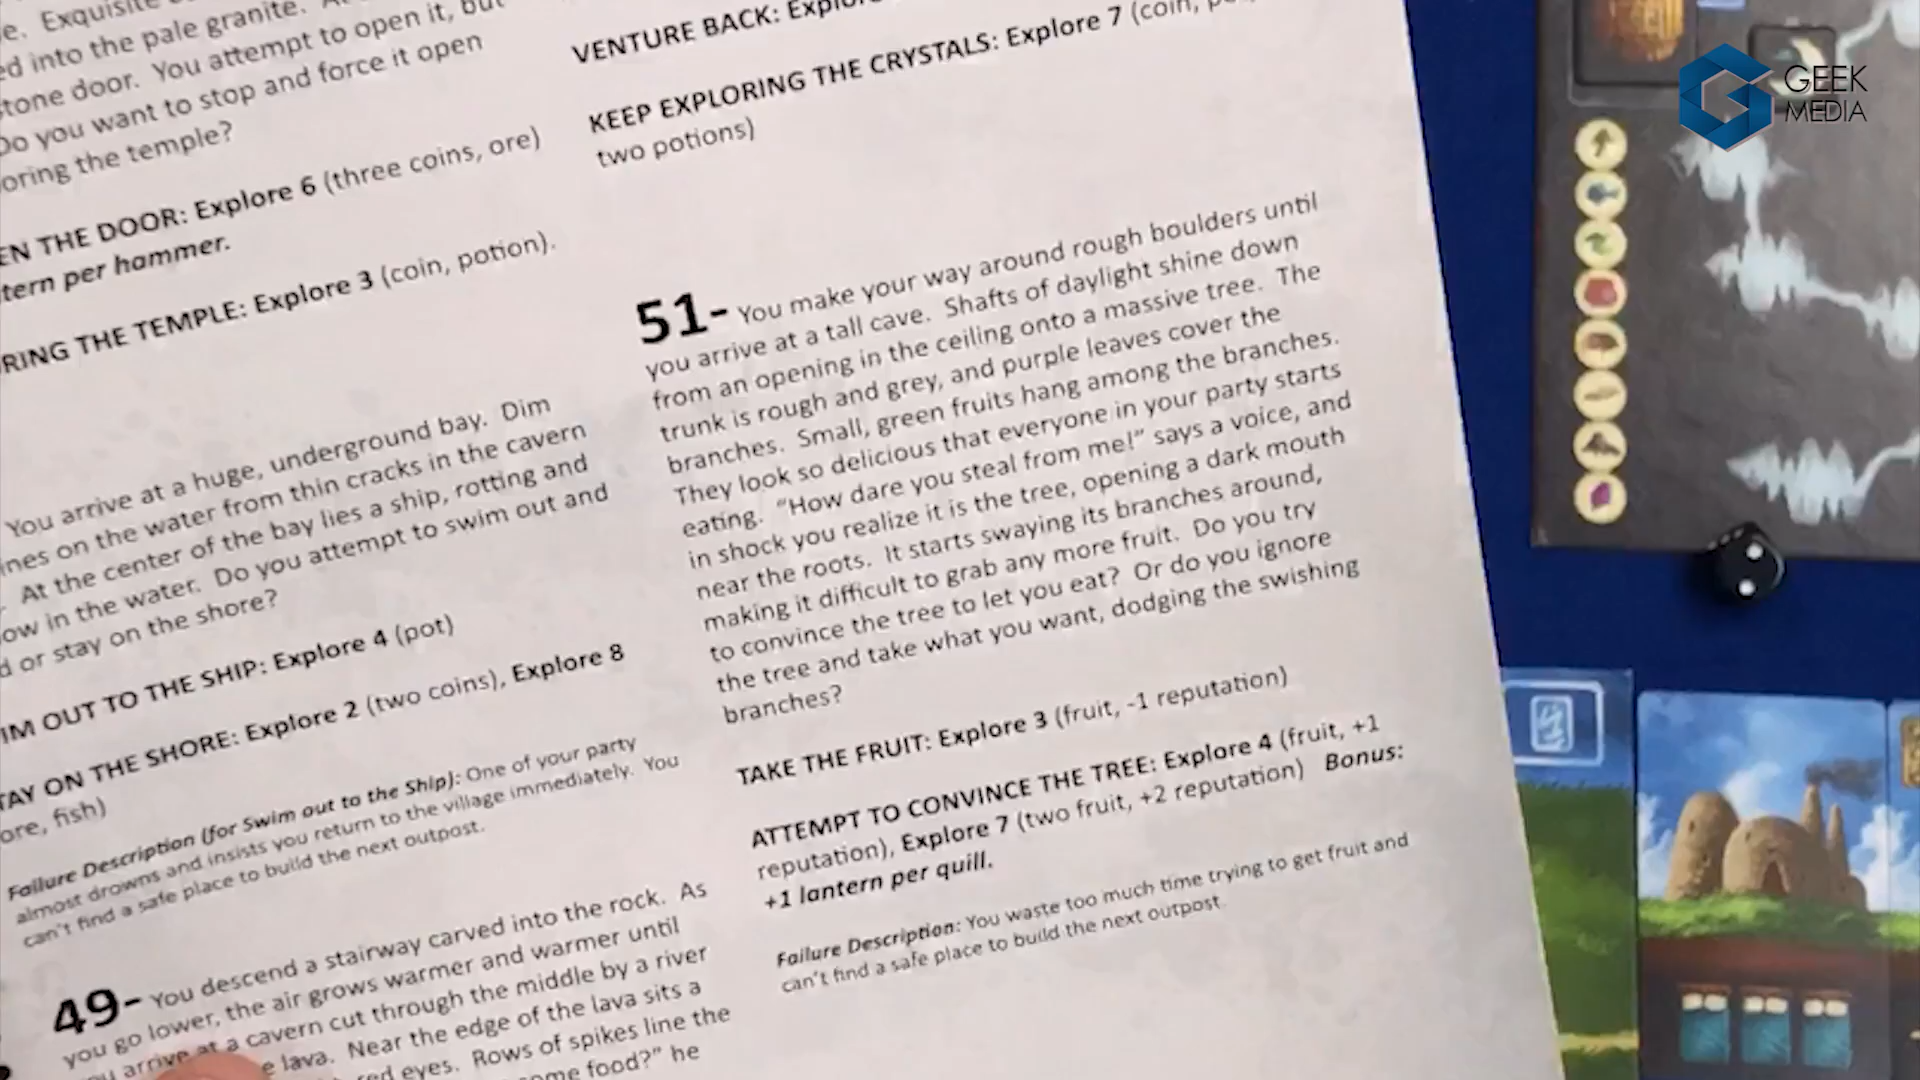 e. Exquisite
ed into the pale granite.
tone door. You attempt to open it, but
Do you want to stop and force it open
oring the temple?
EN THE DOOR: Explore 6 (three coins, ore)
tern per hammer.
RING THE TEMPLE: Explore 3 (coin, potion).
You arrive at a huge, underground bay. Dim
nes on the water from thin cracks in the cavern
At the center of the bay lies a ship, rotting and
ow in the water. Do you attempt to swim out and
d or stay on the shore?
IM OUT TO THE SHIP: Explore 4 (pot)
TAY ON THE SHORE: Explore 2 (two coins), Explore 8
ore, fish)
Failure Description (for Swim out to the Ship): One of your party
almost drowns and insists you return to the village immediately. You
can't find a safe place to build the next outpost.
49- You descend a stairway carved into the rock. As
you go lower, the air grows warmer and warmer until
you arrive at a cavern cut through the middle by a river
lava. Near the edge of the lava sits a
red eyes. Rows of spikes line the
some food?" he
VENTURE BACK: Explore
KEEP EXPLORING THE CRYSTALS: Explore 7 (coin,
two potions)
51- You make your way around rough boulders until
you arrive at a tall cave. Shafts of daylight shine down
from an opening in the ceiling onto a massive tree. The
trunk is rough and grey, and purple leaves cover the
branches. Small, green fruits hang among the branches.
They look so delicious that everyone in your party starts
eating. "How dare you steal from me!" says a voice, and
in shock you realize it is the tree, opening a dark mouth
near the roots. It starts swaying its branches around,
making it difficult to grab any more fruit. Do you try
to convince the tree to let you eat? Or do you ignore
the tree and take what you want, dodging the swishing
branches?
TAKE THE FRUIT: Explore 3 (fruit, -1 reputation)
ATTEMPT TO CONVINCE THE TREE: Explore 4 (fruit, +1
reputation), Explore 7 (two fruit, +2 reputation) Bonus:
+1 lantern per quill.
Failure Description: You waste too much time trying to get fruit and
can't find a safe place to build the next outpost.
GEEK
MEDIA